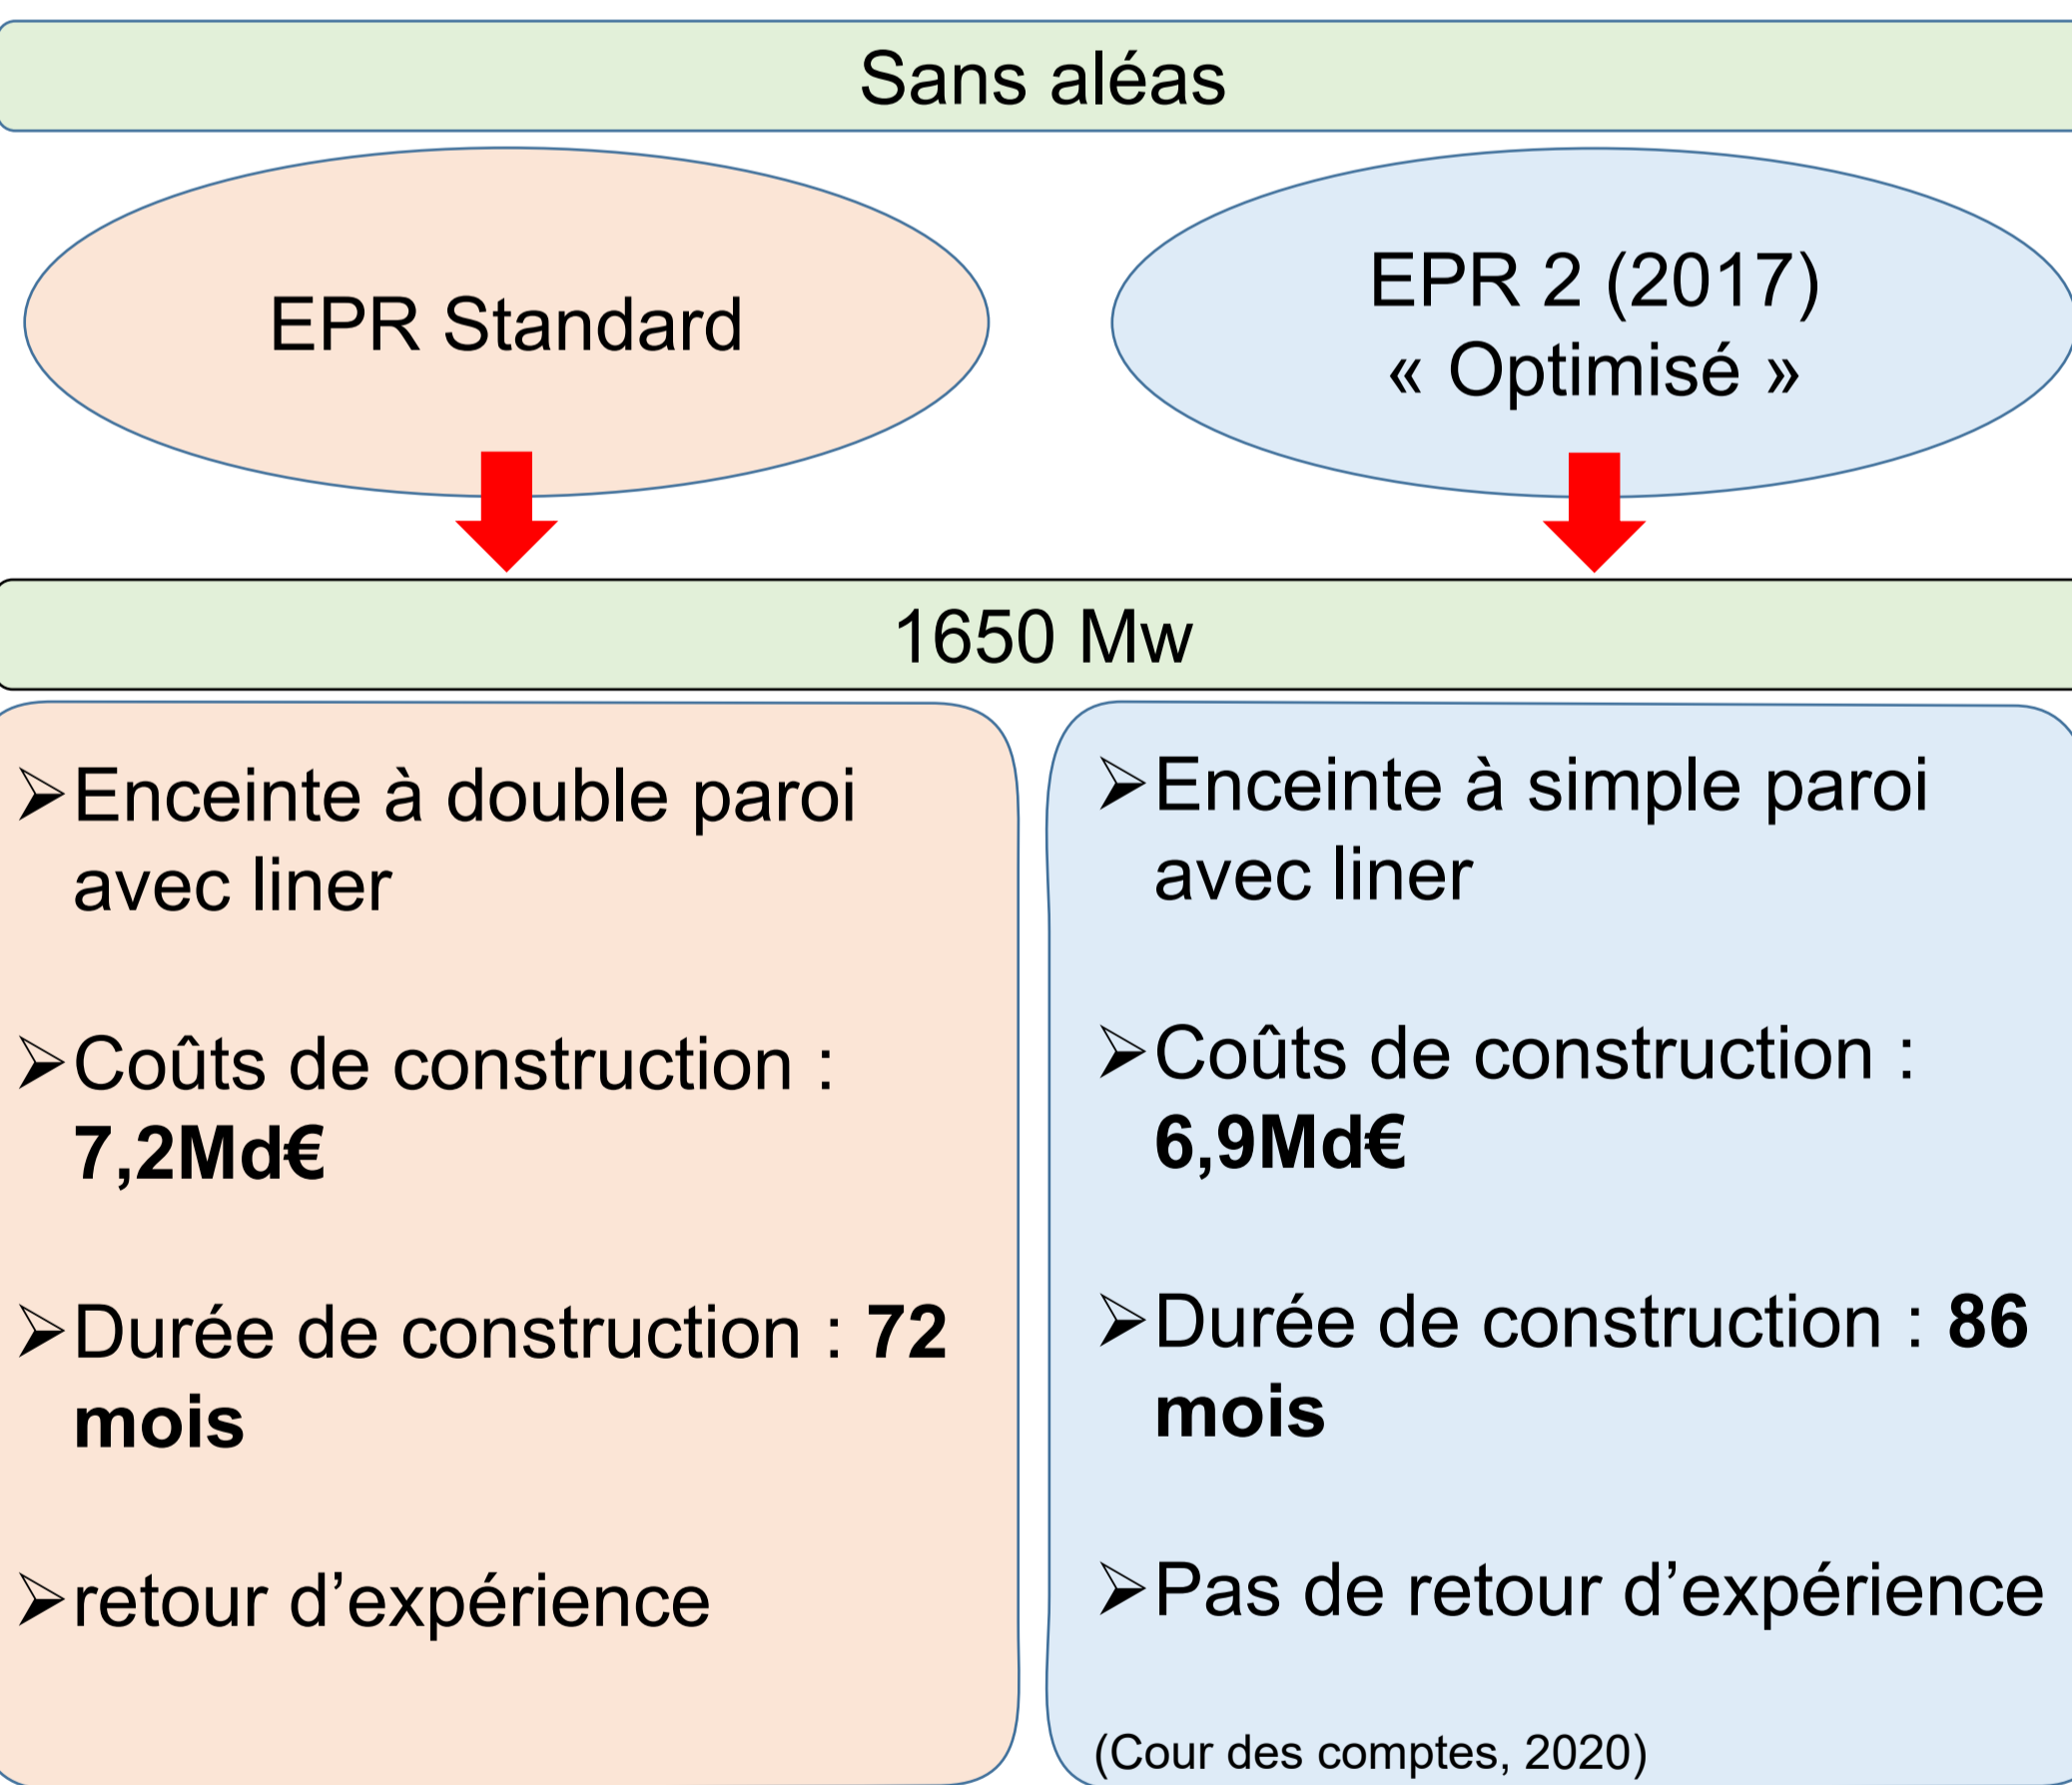 Sans aléas
EPR Standard
EPR 2 (2017)
« Optimisé »
1650 Mw
Enceinte à double paroi
avec liner
Coûts de construction :
7,2Md€
Durée de construction : 72
mois
retour d’expérience
Enceinte à simple paroi
avec liner
Coûts de construction :
6,9Md€
Durée de construction : 86
mois
Pas de retour d’expérience
(Cour des comptes, 2020)